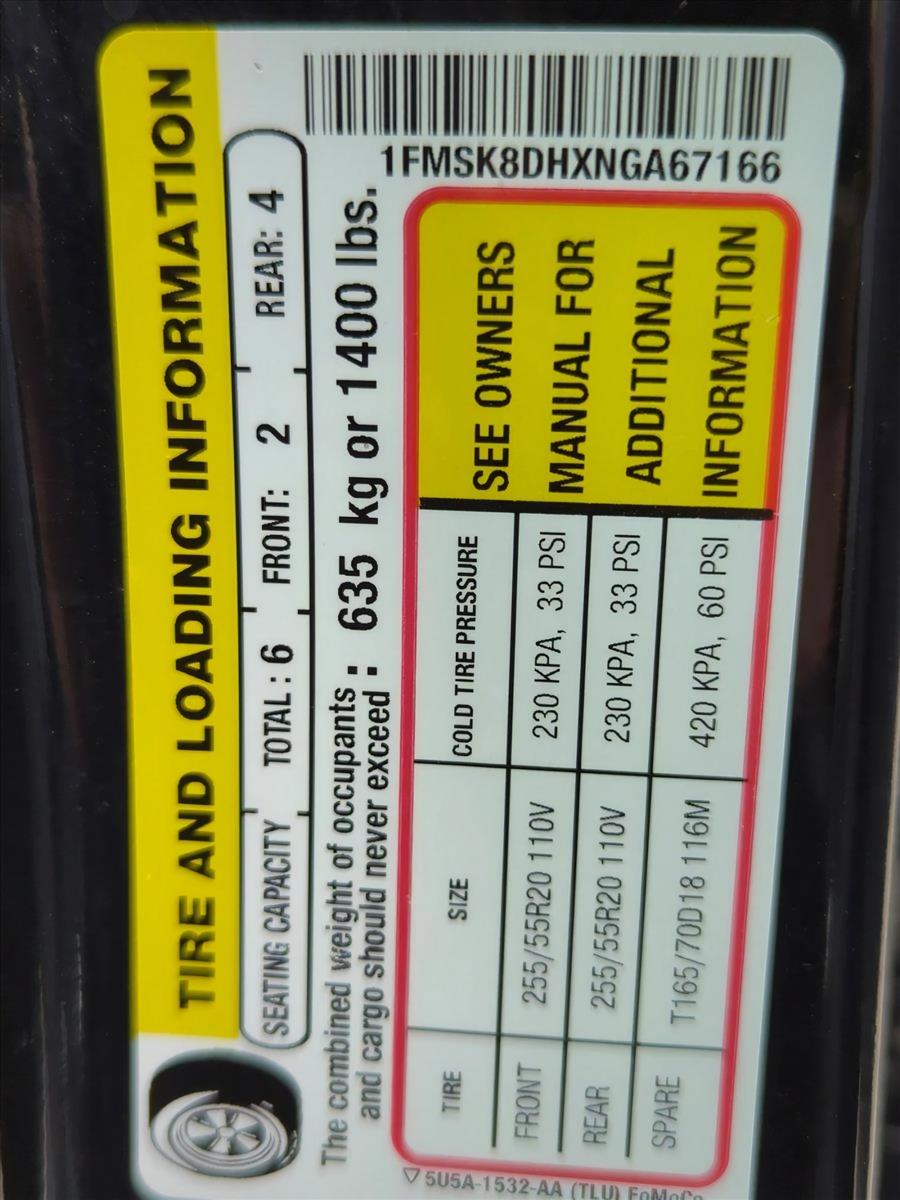 TIRE AND LOADING INFORMATION
SEATING CAPACITY TOTAL : 6 FRONT: 2 REAR: 4
The combined weight of occupants and cargo should never exceed : 635 kg or 1400 lbs.
1FMSK8DHXNGA67166
TIRE SIZE COLD TIRE PRESSURE
FRONT 255/55R20 110V 230 KPA, 33 PSI
REAR 255/55R20 110V 230 KPA, 33 PSI
SPARE T165/70D18 116M 420 KPA, 60 PSI
SEE OWNERS
MANUAL FOR
ADDITIONAL
INFORMATION
5U5A-1532-AA (TLU) FoMoCo